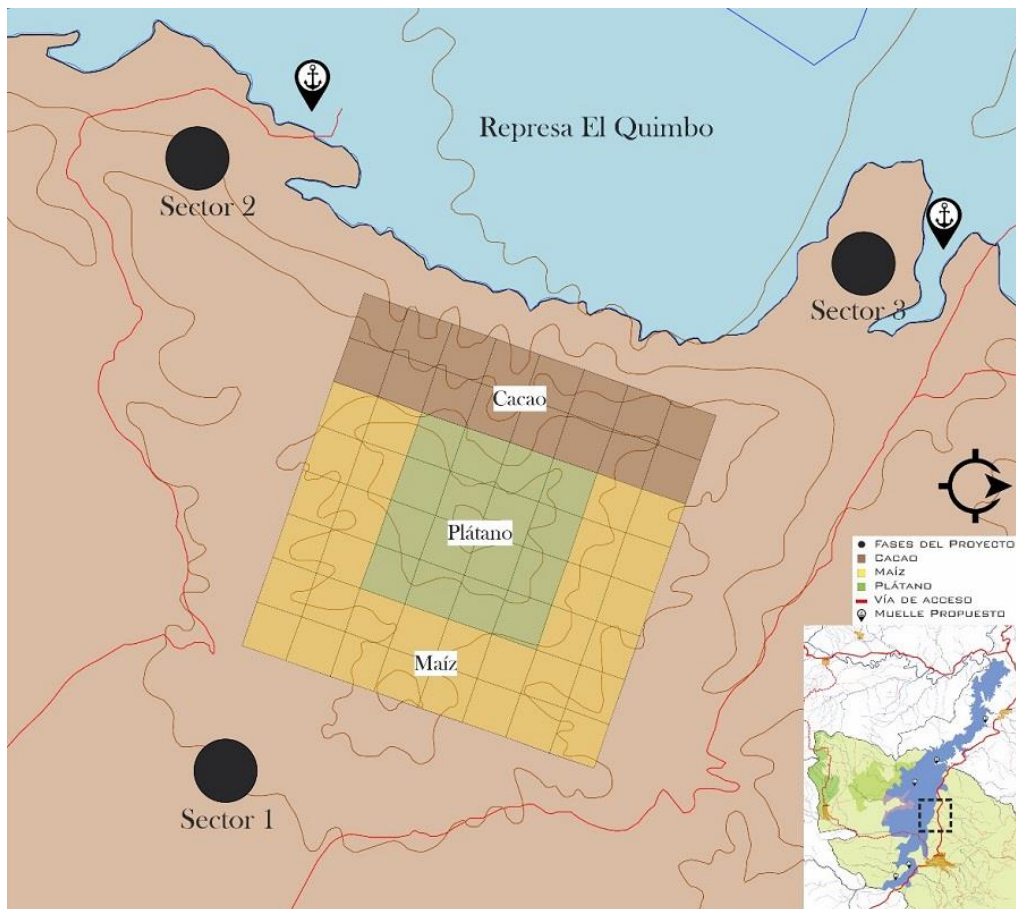 Represa El Quimbo
Sector 2
Sector 3
Cacao
Plátano
Maíz
Sector 1
Fases del Proyecto
Cacao
Maíz
Plátano
Vía de acceso
Muelle Propuesto